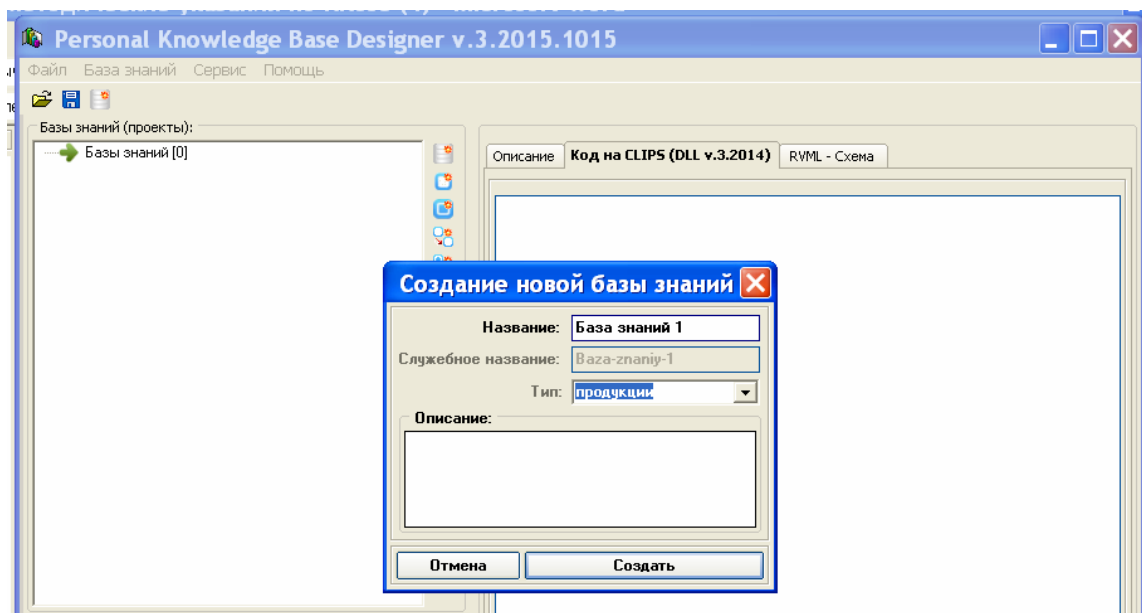 Personal Knowledge Base Designer v.3.2015.1015
Файл База знаний Сервис Помощь
Базы знаний (проекты):
Базы знаний [0]
Описание Код на CLIPS (DLL v.3.2014) RVML - Схема
Создание новой базы знаний
Название: База знаний 1
Служебное название: Baza-znaniy-1
Тип: продукции
Описание:
Отмена Создать